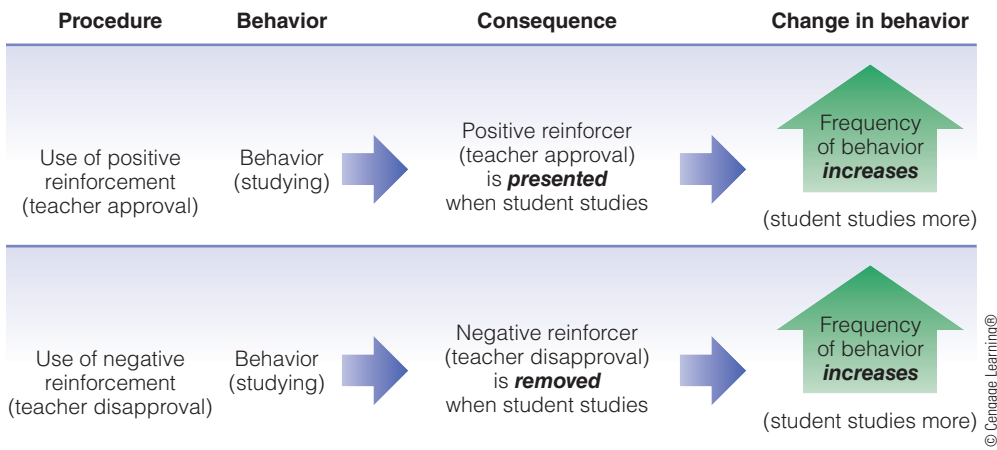 Procedure
Behavior
Consequence
Change in behavior
Use of positive
reinforcement
(teacher approval)
Behavior
(studying)
Positive reinforcer
(teacher approval)
is presented
when student studies
Frequency
of behavior
increases
(student studies more)
Use of negative
reinforcement
(teacher disapproval)
Behavior
(studying)
Negative reinforcer
(teacher disapproval)
is removed
when student studies
Frequency
of behavior
increases
(student studies more)
© Cengage Learning®